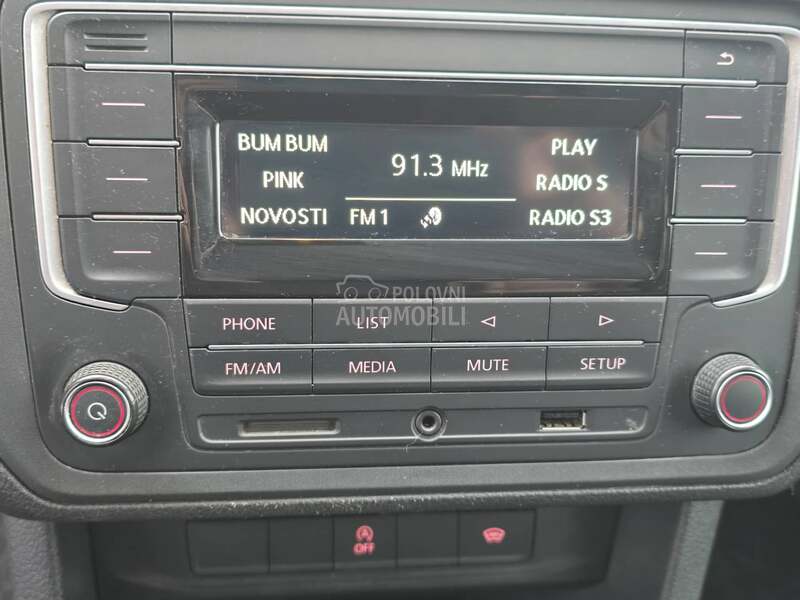 BUM BUM
91.3 MHz
PLAY
PINK
RADIO S
NOVOSTI
FM 1
RADIO S3
POLOVNI
AUTOMOBILI
PHONE
LIST
FM/AM
MEDIA
MUTE
SETUP
OFF